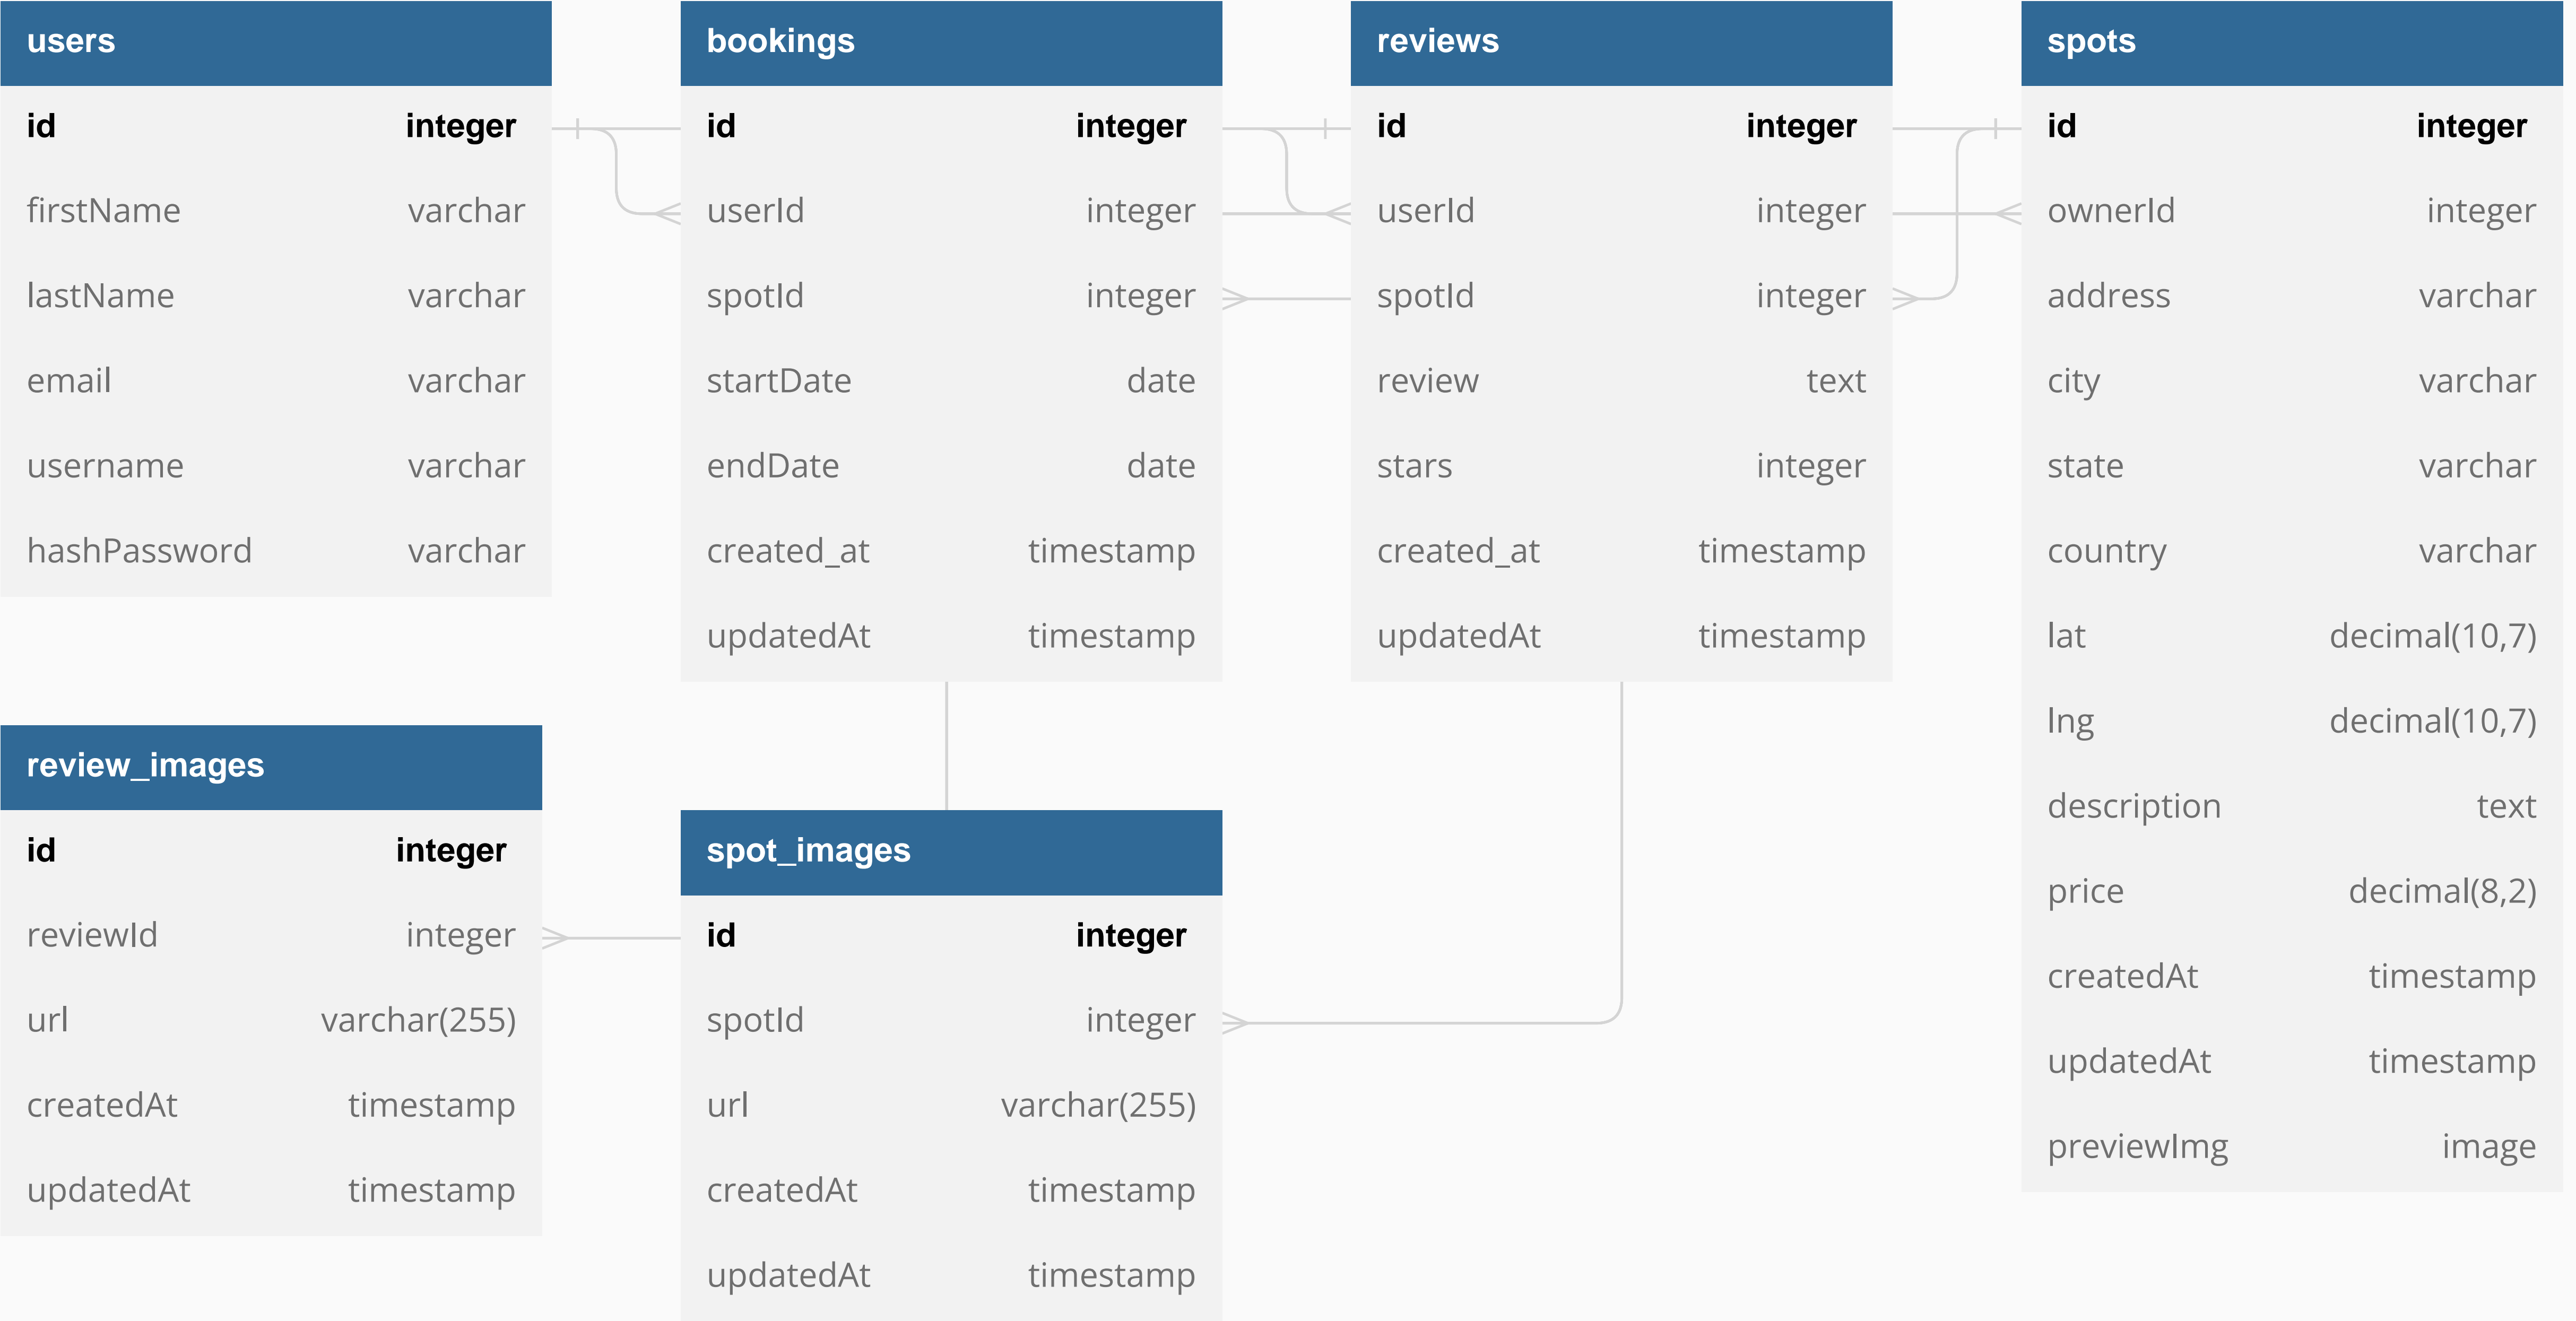 users
id integer
firstName varchar
lastName varchar
email varchar
username varchar
hashPassword varchar
bookings
id integer
userId integer
spotId integer
startDate date
endDate date
created_at timestamp
updatedAt timestamp
reviews
id integer
userId integer
spotId integer
review text
stars integer
created_at timestamp
updatedAt timestamp
spots
id integer
ownerId integer
address varchar
city varchar
state varchar
country varchar
lat decimal(10,7)
lng decimal(10,7)
description text
price decimal(8,2)
createdAt timestamp
updatedAt timestamp
previewImg image
review_images
id integer
reviewId integer
url varchar(255)
createdAt timestamp
updatedAt timestamp
spot_images
id integer
spotId integer
url varchar(255)
createdAt timestamp
updatedAt timestamp